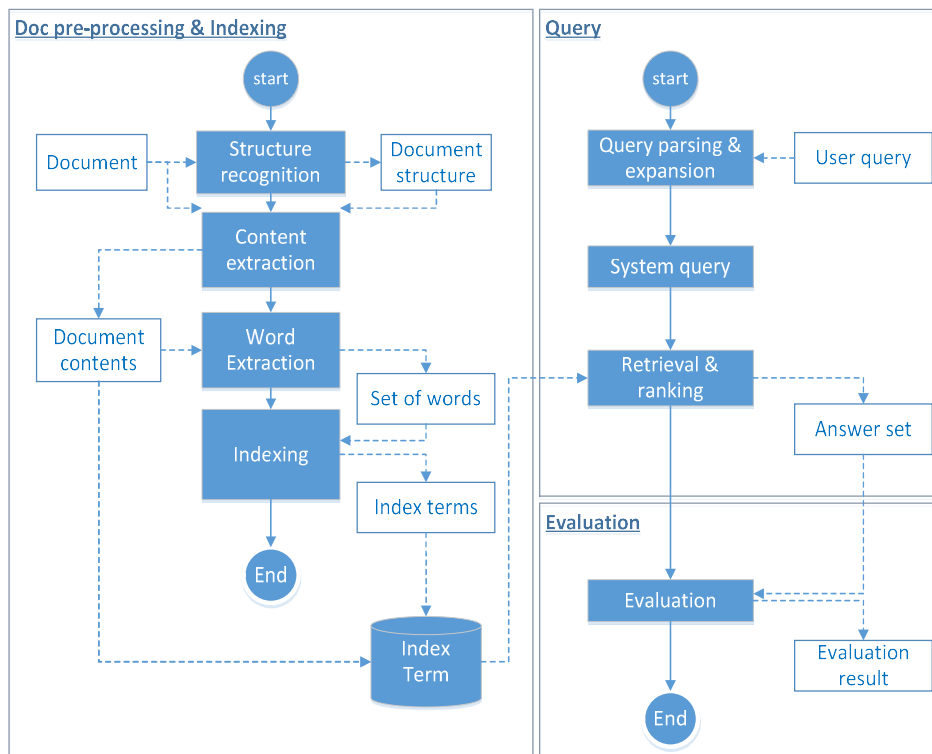 Doc pre-processing & Indexing
start
Document
Structure
recognition
Document
structure
Content
extraction
Document
contents
Word
Extraction
Set of words
Indexing
Index terms
End
Index
Term
Query
start
Query parsing &
expansion
User query
System query
Retrieval &
ranking
Answer set
Evaluation
Evaluation
Evaluation
result
End